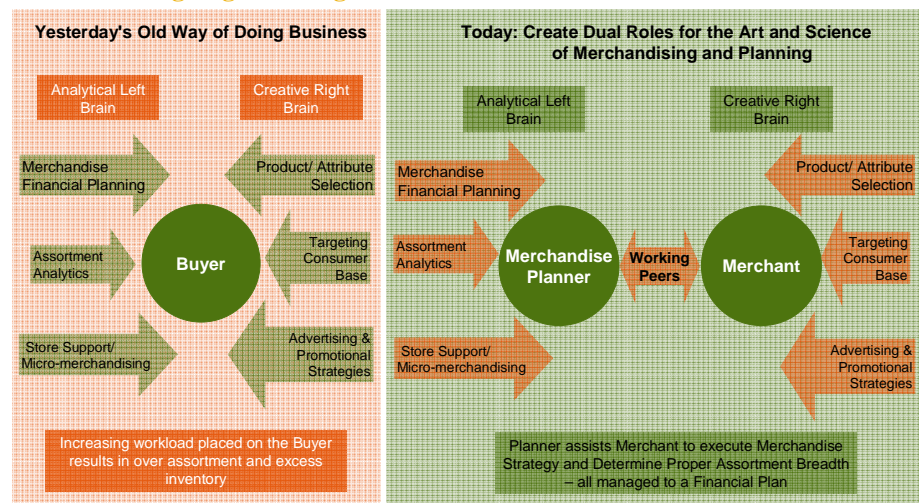 Yesterday's Old Way of Doing Business
Analytical Left
Brain
Creative Right
Brain
Merchandise
Financial Planning
Product/ Attribute
Selection
Assortment
Analytics
Buyer
Targeting
Consumer
Base
Store Support/
Micro-merchandising
Advertising &
Promotional
Strategies
Increasing workload placed on the Buyer
results in over assortment and excess
inventory
Today: Create Dual Roles for the Art and Science
of Merchandising and Planning
Analytical Left
Brain
Creative Right
Brain
Merchandise
Financial Planning
Product/ Attribute
Selection
Assortment
Analytics
Merchandise
Planner
Working
Peers
Merchant
Targeting
Consumer
Base
Store Support/
Micro-merchandising
Advertising &
Promotional
Strategies
Planner assists Merchant to execute Merchandise
Strategy and Determine Proper Assortment Breadth
– all managed to a Financial Plan